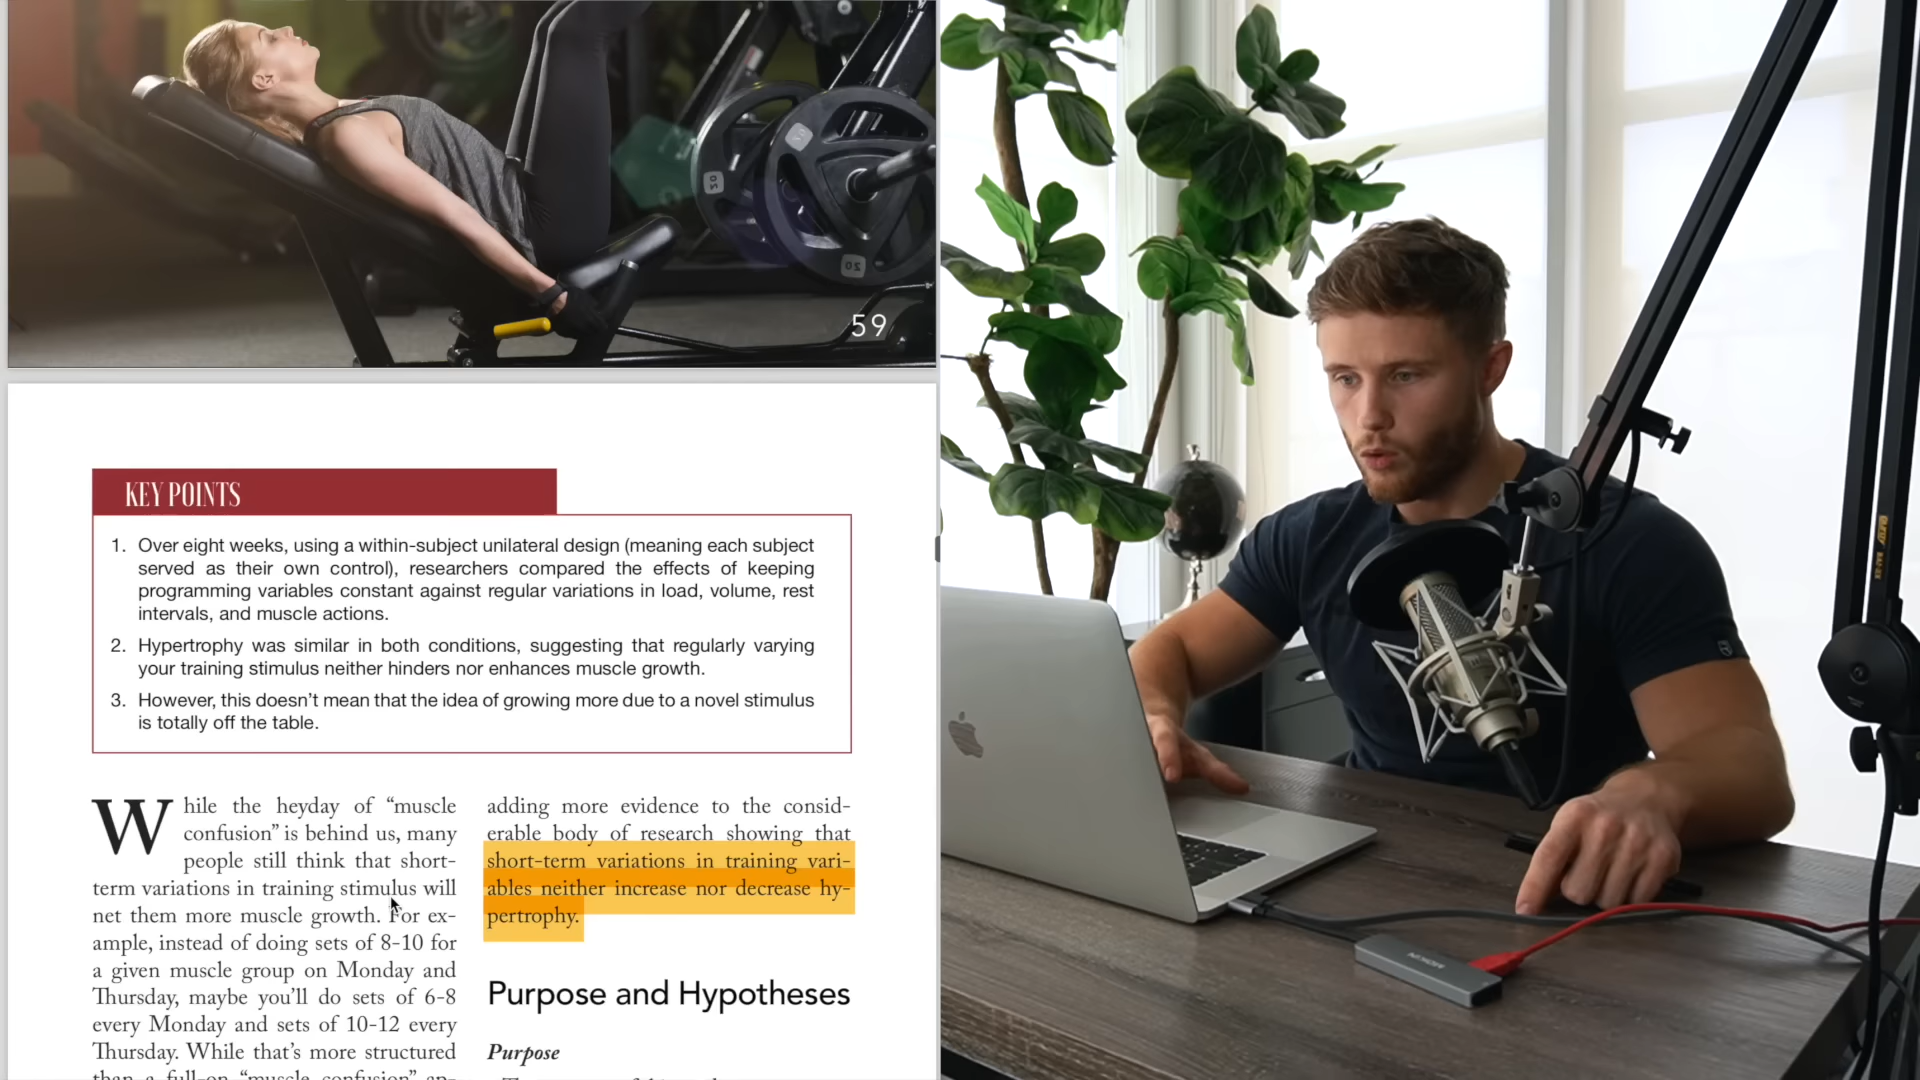 20
20
59
KEY POINTS
1. Over eight weeks, using a within-subject unilateral design (meaning each subject
served as their own control), researchers compared the effects of keeping
programming variables constant against regular variations in load, volume, rest
intervals, and muscle actions.
2. Hypertrophy was similar in both conditions, suggesting that regularly varying
your training stimulus neither hinders nor enhances muscle growth.
3. However, this doesn't mean that the idea of growing more due to a novel stimulus
is totally off the table.
While the heyday of “muscle
confusion” is behind us, many
people still think that short-
term variations in training stimulus will
net them more muscle growth. For ex-
ample, instead of doing sets of 8-10 for
a given muscle group on Monday and
Thursday, maybe you’ll do sets of 6-8
every Monday and sets of 10-12 every
Thursday. While that’s more structured
than a full-on “muscle confusion” ap-
adding more evidence to the consid-
erable body of research showing that
short-term variations in training vari-
ables neither increase nor decrease hy-
pertrophy.
Purpose and Hypotheses
Purpose